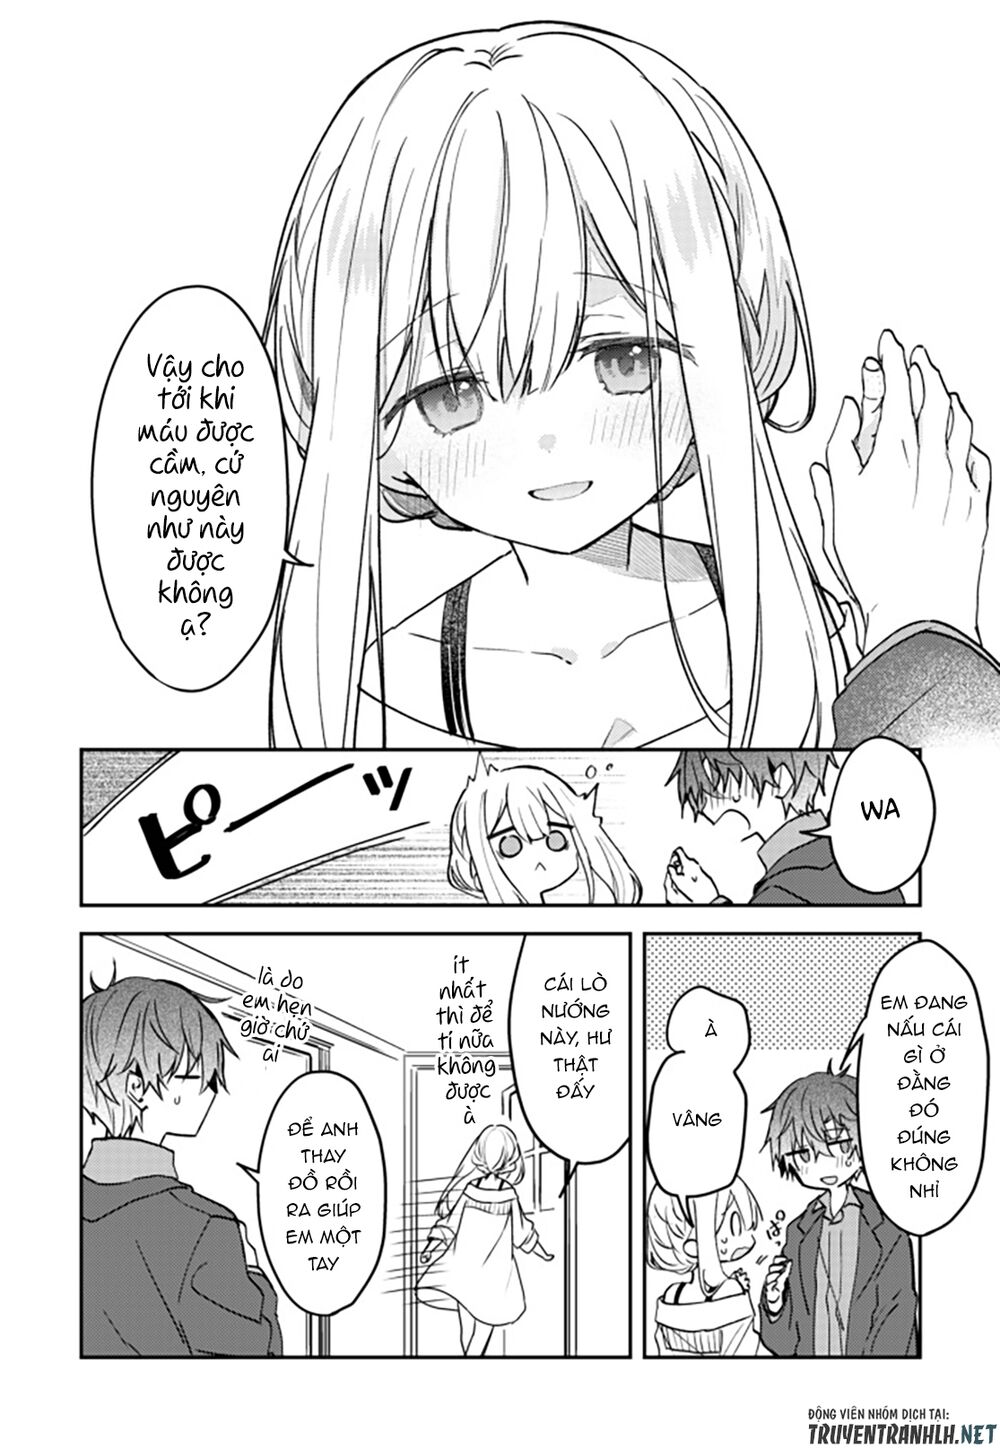 Vậy cho
tới khi
máu được
cầm, cứ
nguyên
như này
được
không
ạ?
WA
ピーッ
EM ĐANG
NẤU CÁI
GÌ Ở
ĐẰNG
ĐÓ
ĐÚNG
KHÔNG
NHỈ
À
VÂNG
ぱっ
CÁI LÒ
NƯỚNG
NÀY, HƯ
THẬT
ĐẤY
ít
nhất
thì để
tí nữa
không
được
à
là do
em hẹn
giờ chứ
ai
ĐỂ ANH
THAY
ĐỒ RỒI
RA GIÚP
EM MỘT
TAY
ĐỘNG VIÊN NHÓM DỊCH TẠI:
TRUYENTRANHLH.NET